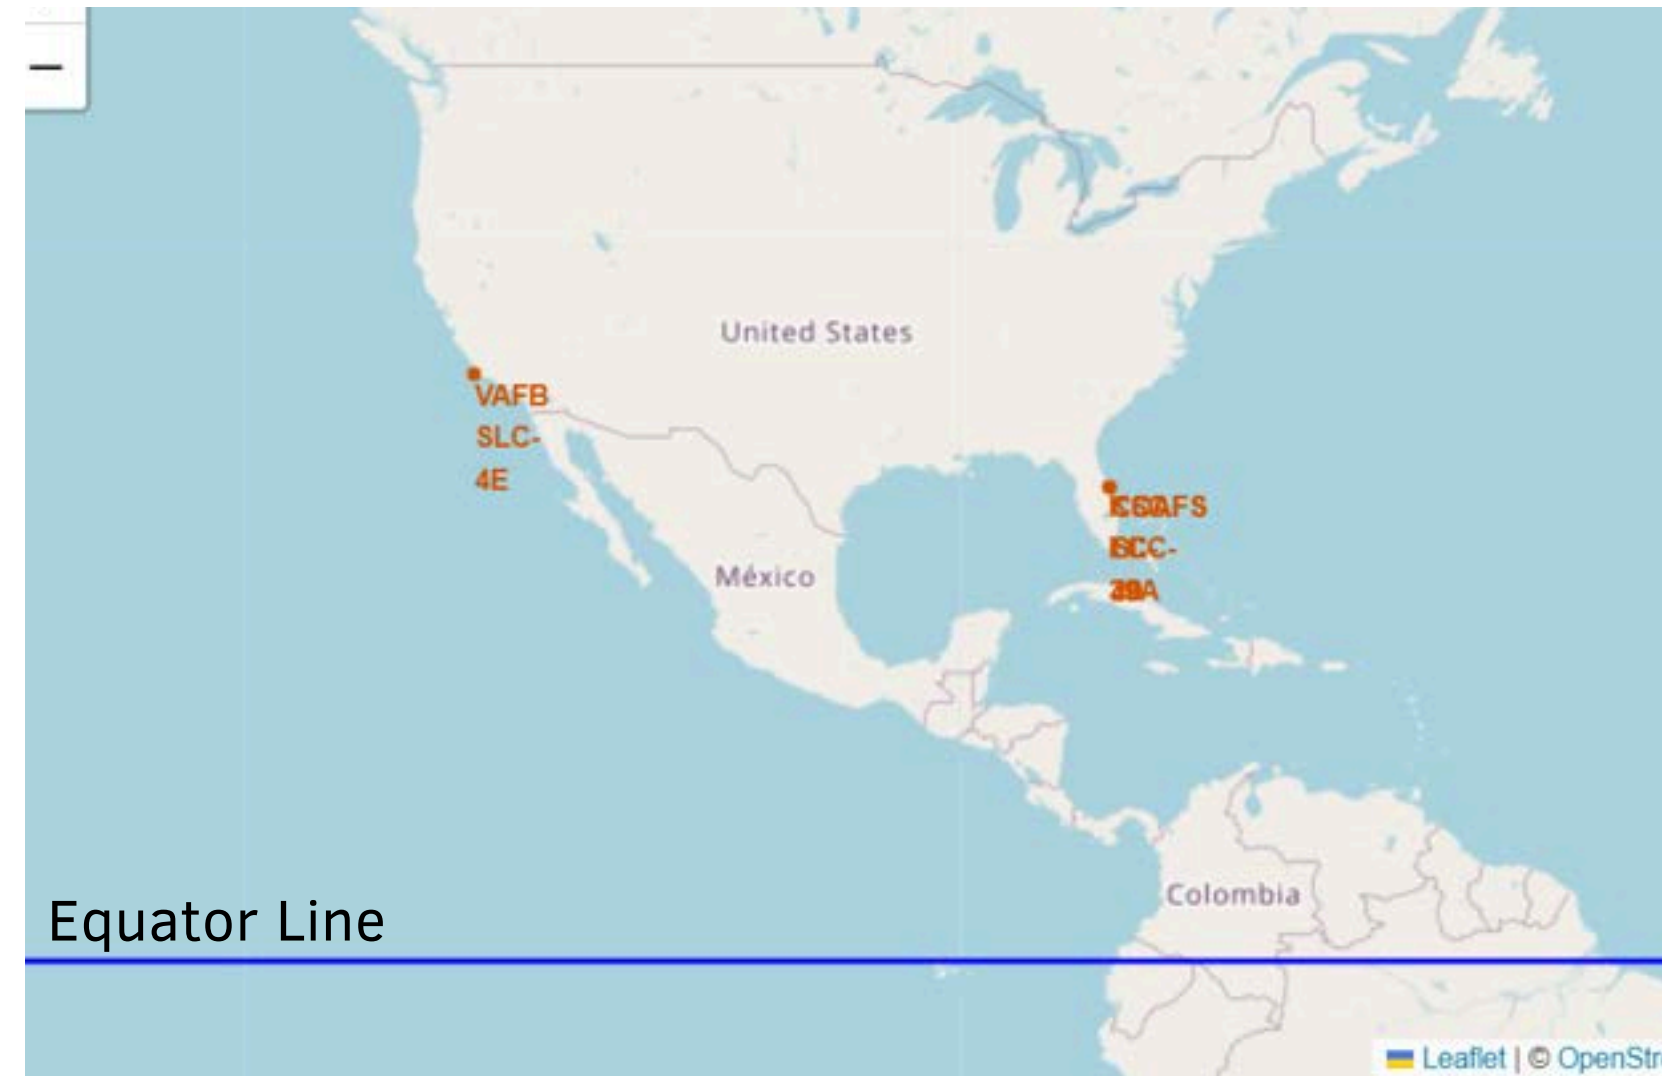 −
United States
VAFB
SLC-
4E
México
Colombia
Equator Line
Leaflet | © OpenStr